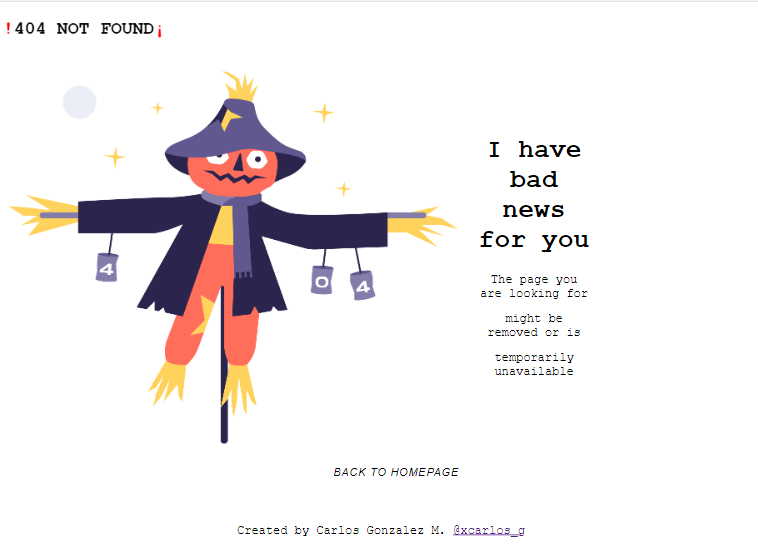 !404 NOT FOUND¡
I have
bad
news
for you
The page you
are looking for
might be
removed or is
temporarily
unavailable
4
0
4
BACK TO HOMEPAGE
Created by Carlos Gonzalez M. @xcarlos_g